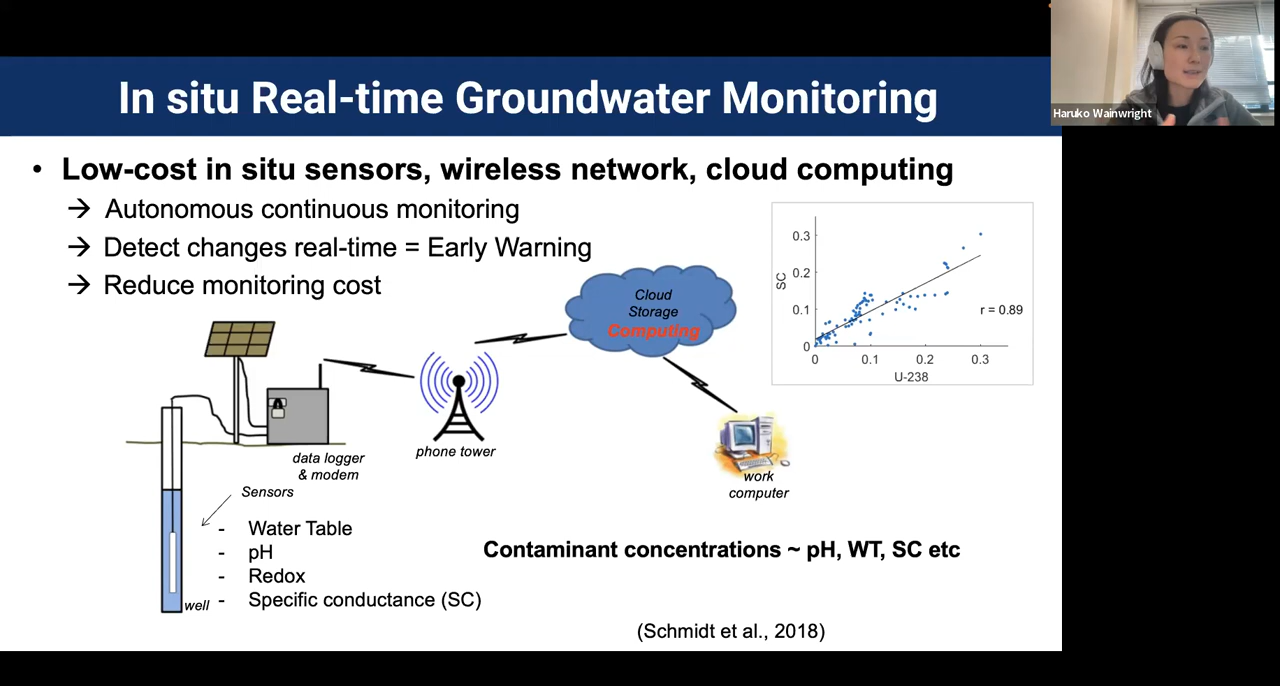 In situ Real-time Groundwater Monitoring
Haruko Wainwright
• Low-cost in situ sensors, wireless network, cloud computing
→ Autonomous continuous monitoring
→ Detect changes real-time = Early Warning
→ Reduce monitoring cost
Cloud
Storage
Computing
0.3
0.2
0.1
0
SC
r = 0.89
0 0.1 0.2 0.3
U-238
data logger
& modem
phone tower
work
computer
Sensors
- Water Table
- pH
- Redox
- Specific conductance (SC)
well
Contaminant concentrations ~ pH, WT, SC etc
(Schmidt et al., 2018)